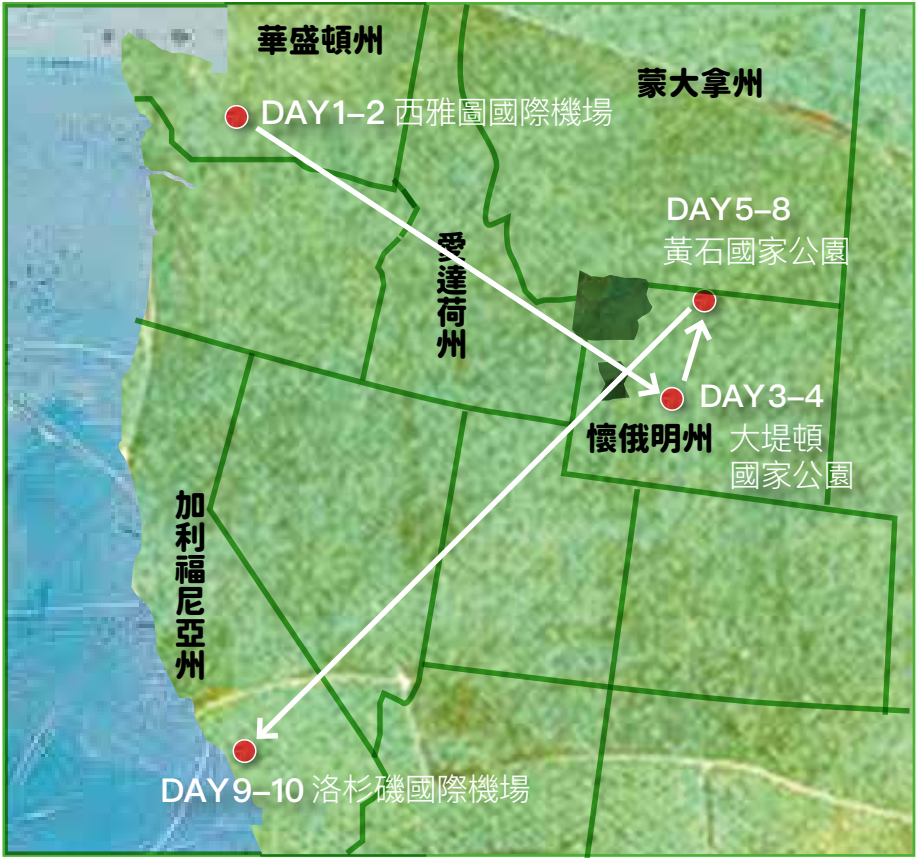 華盛頓州
蒙大拿州
DAY1–2 西雅圖國際機場
DAY5–8
黃石國家公園
愛達荷州
DAY3–4
懷俄明州
大堤頓
國家公園
加利福尼亞州
DAY9–10 洛杉磯國際機場